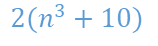 2(n³ + 10)